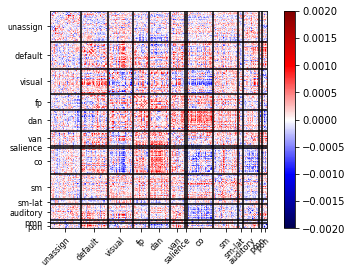 unassign
default
visual
fp
dan
van
salience
co
sm
sm-lat
auditory
pmn
pon
unassign
default
visual
fp
dan
van
salience
co
sm
sm-lat
auditory
0.0020
0.0015
0.0010
0.0005
0.0000
−0.0005
−0.0010
−0.0015
−0.0020